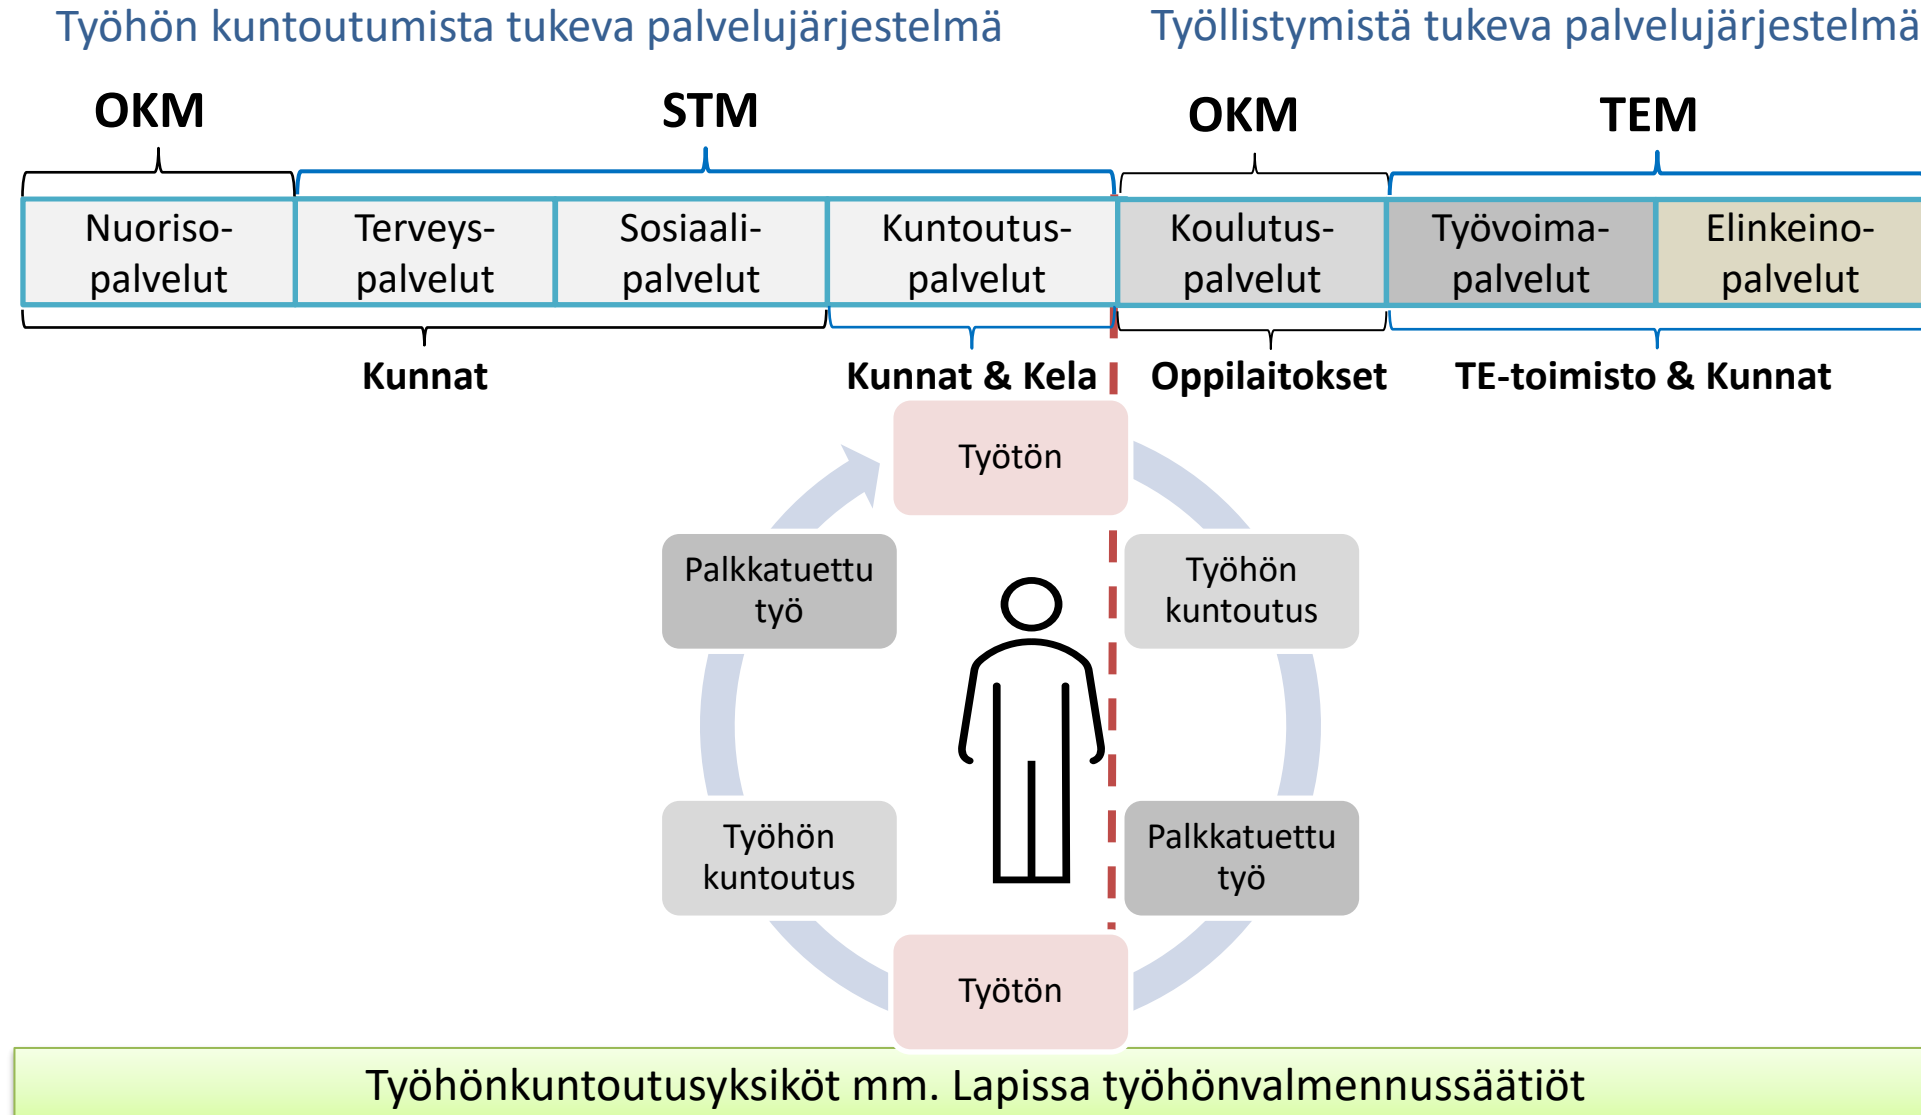 Työhön kuntoutumista tukeva palvelujärjestelmä
Työllistymistä tukeva palvelujärjestelmä
OKM
STM
OKM
TEM
Nuoriso-
palvelut
Terveys-
palvelut
Sosiaali-
palvelut
Kuntoutus-
palvelut
Koulutus-
palvelut
Työvoima-
palvelut
Elinkeino-
palvelut
Kunnat
Kunnat & Kela
Oppilaitokset
TE-toimisto & Kunnat
Työtön
Palkkatuettu
työ
Työhön
kuntoutus
Työhön
kuntoutus
Palkkatuettu
työ
Työtön
Työhönkuntoutusyksiköt mm. Lapissa työhönvalmennussäätiöt